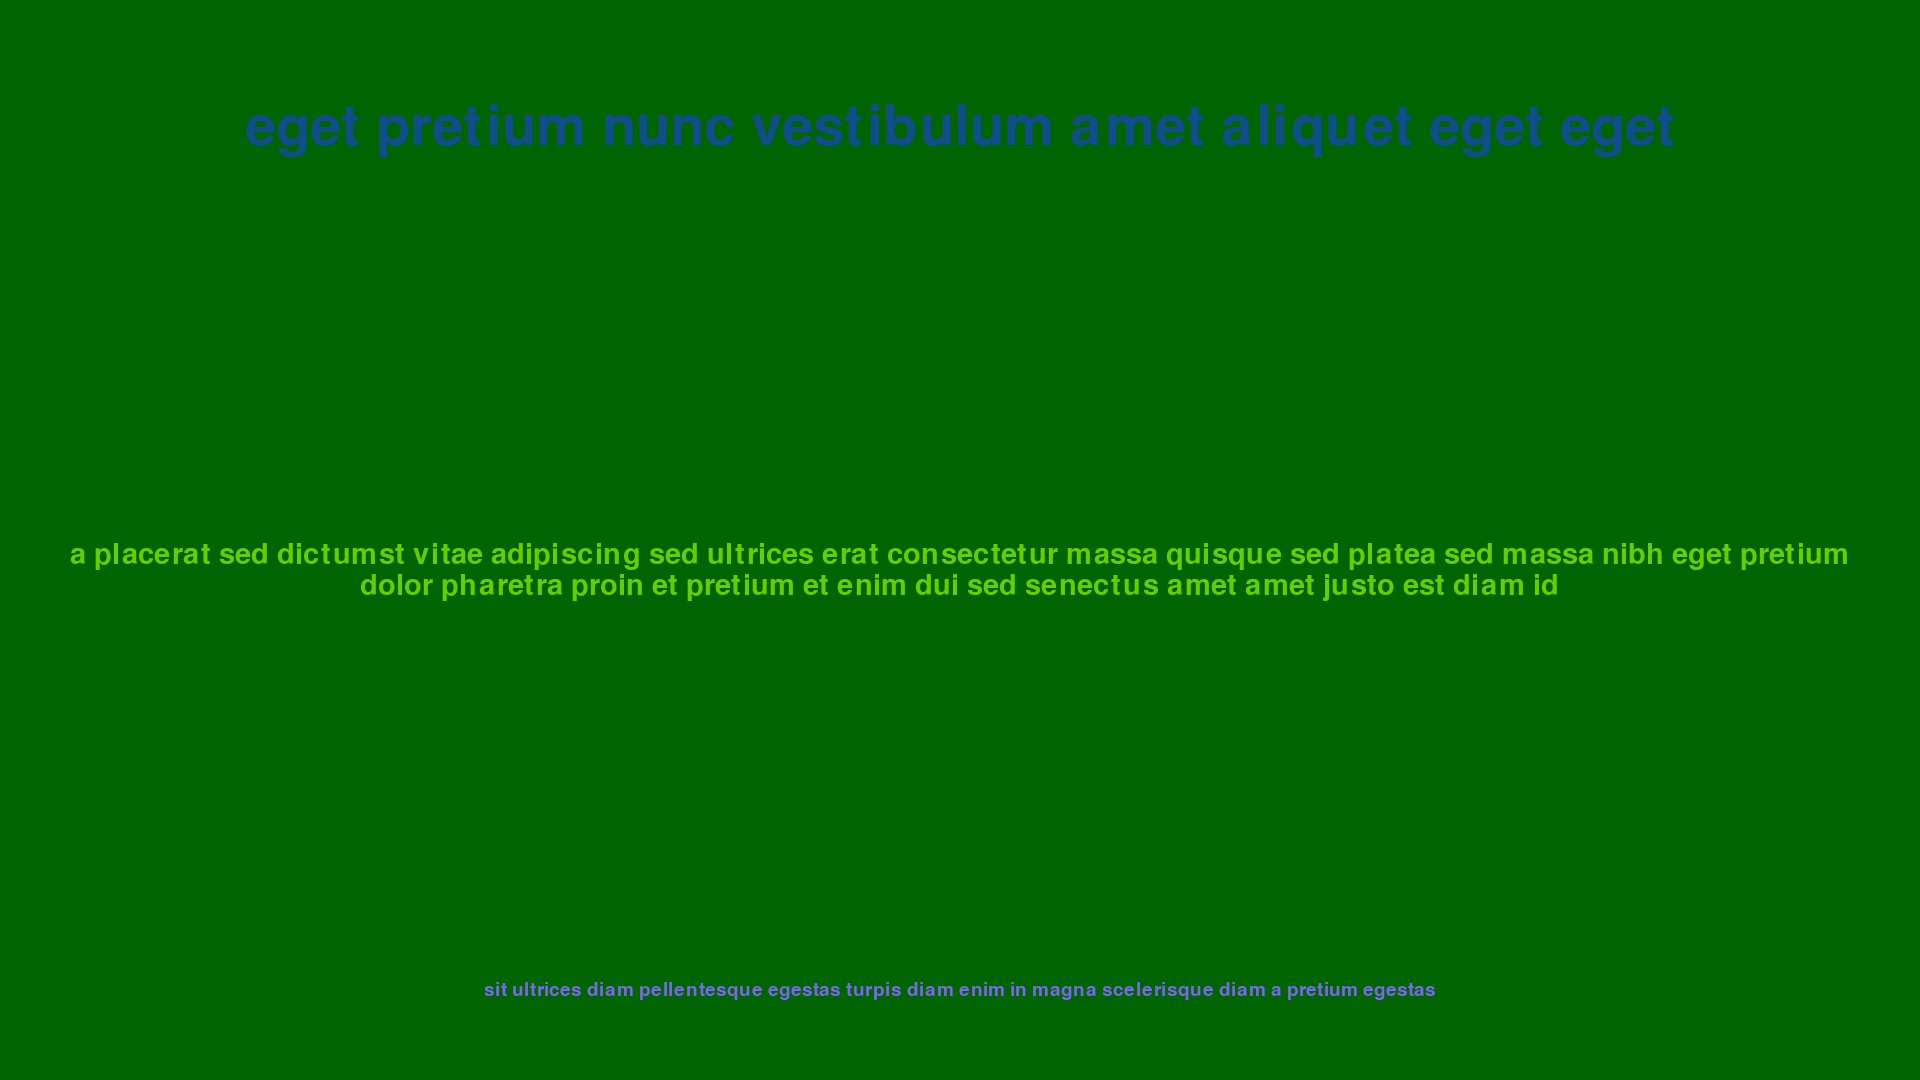 eget pretium nunc vestibulum amet aliquet eget eget
a placerat sed dictumst vitae adipiscing sed ultrices erat consectetur massa quisque sed platea sed massa nibh eget pretium
dolor pharetra proin et pretium et enim dui sed senectus amet amet justo est diam id
sit ultrices diam pellentesque egestas turpis diam enim in magna scelerisque diam a pretium egestas